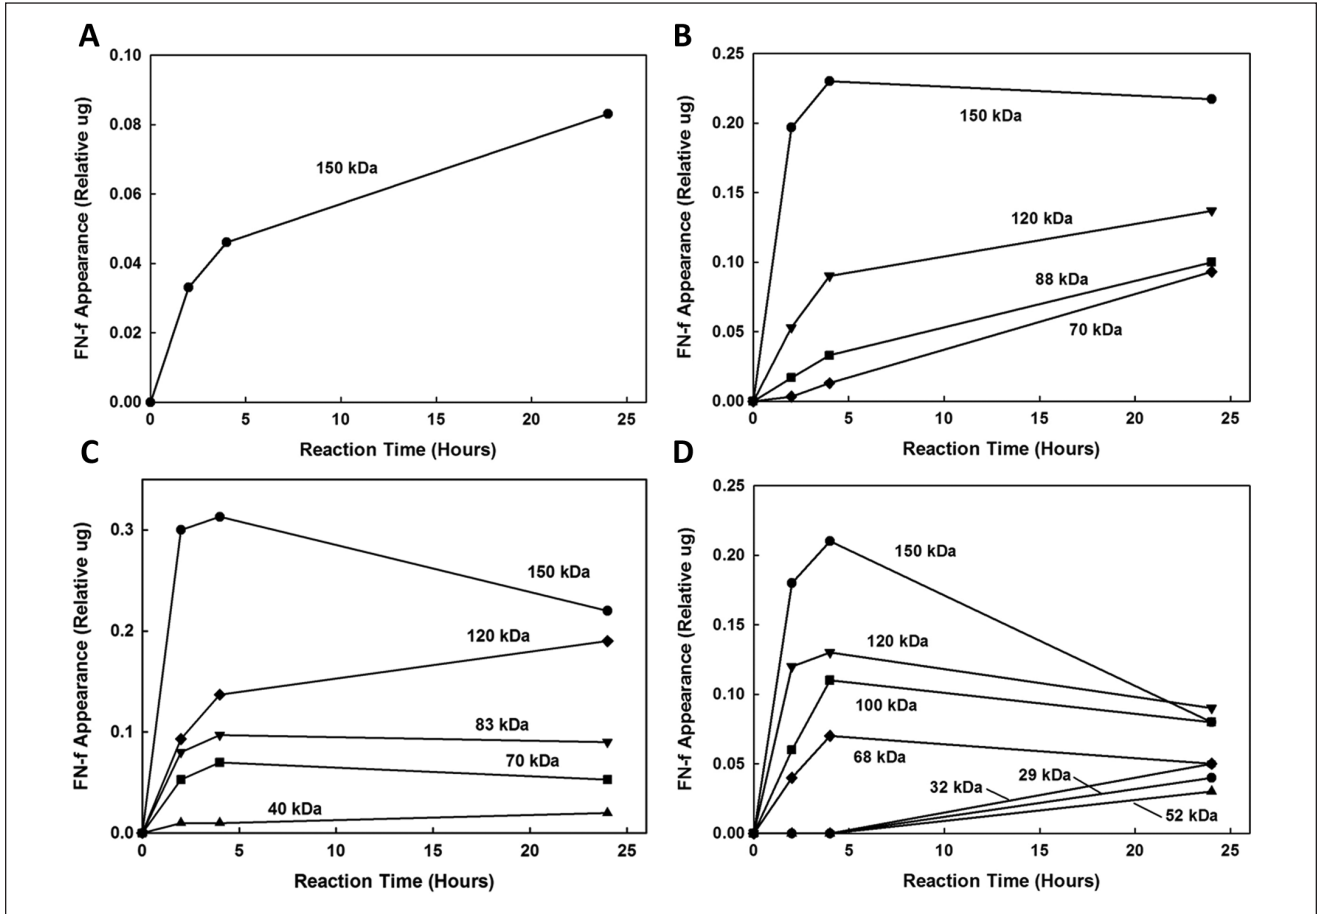 A
FN-f Appearance (Relative ug)
0.10
0.08
0.06
0.04
0.02
0.00
150 kDa
0 5 10 15 20 25
Reaction Time (Hours)
B
FN-f Appearance (Relative ug)
0.25
0.20
0.15
0.10
0.05
0.00
150 kDa
120 kDa
88 kDa
70 kDa
0 5 10 15 20 25
Reaction Time (Hours)
C
FN-f Appearance (Relative ug)
0.3
0.2
0.1
0.0
150 kDa
120 kDa
83 kDa
70 kDa
40 kDa
0 5 10 15 20 25
Reaction Time (Hours)
D
FN-f Appearance (Relative ug)
0.25
0.20
0.15
0.10
0.05
0.00
150 kDa
120 kDa
100 kDa
68 kDa
29 kDa
32 kDa
52 kDa
0 5 10 15 20 25
Reaction Time (Hours)